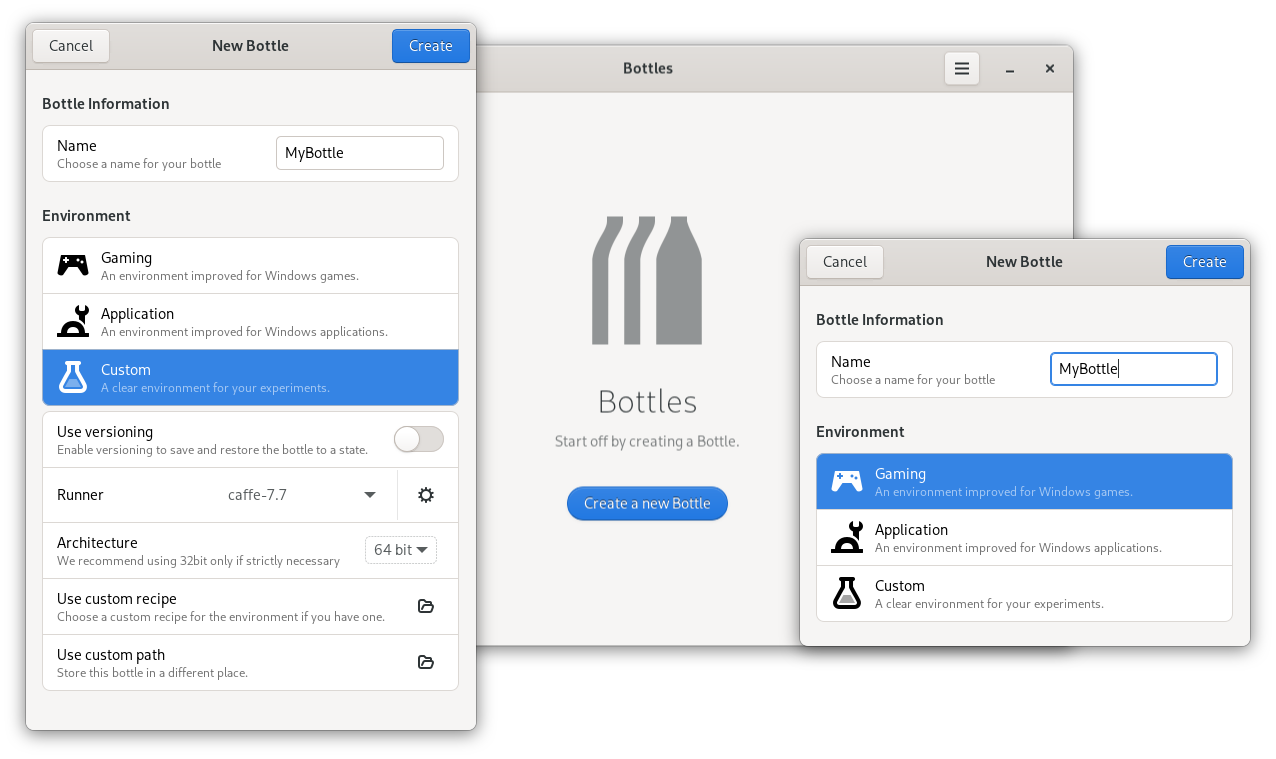 Cancel
New Bottle
Create
Bottle Information
Name
Choose a name for your bottle
MyBottle
Environment
Gaming
An environment improved for Windows games.
Application
An environment improved for Windows applications.
Custom
A clear environment for your experiments.
Use versioning
Enable versioning to save and restore the bottle to a state.
Runner
caffe-7.7
Architecture
We recommend using 32bit only if strictly necessary
64 bit
Use custom recipe
Choose a custom recipe for the environment if you have one.
Use custom path
Store this bottle in a different place.
Bottles
Bottles
Start off by creating a Bottle.
Create a new Bottle
Cancel
New Bottle
Create
Bottle Information
Name
Choose a name for your bottle
MyBottle
Environment
Gaming
An environment improved for Windows games.
Application
An environment improved for Windows applications.
Custom
A clear environment for your experiments.